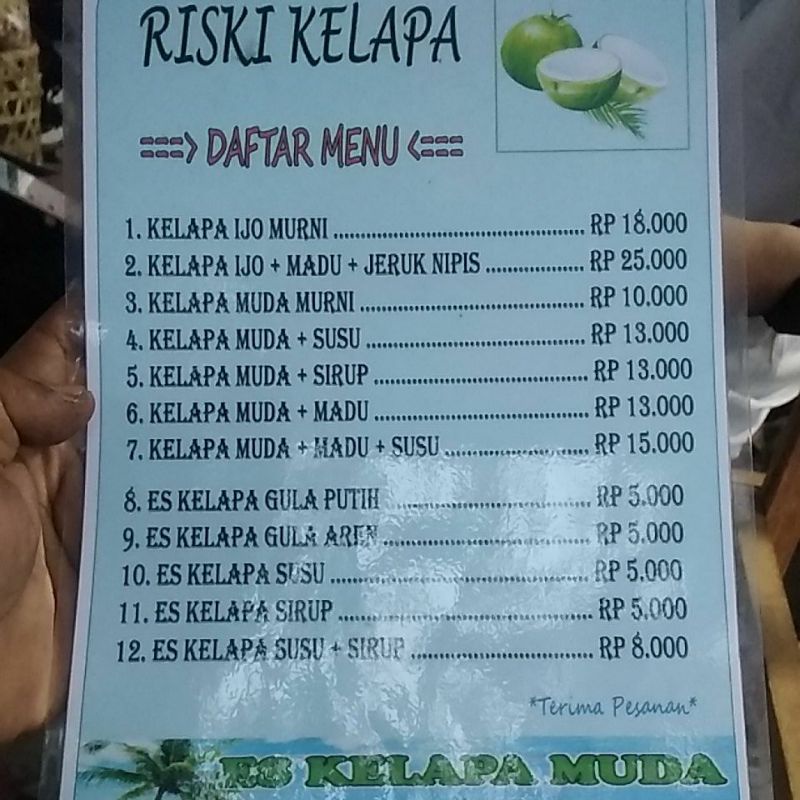 RISKI KELAPA
===> DAFTAR MENU <===
1. KELAPA IJO MURNI ................................................ RP 18.000
2. KELAPA IJO + MADU + JERUK NIPIS ................... RP 25.000
3. KELAPA MUDA MURNI ........................................... RP 10.000
4. KELAPA MUDA + SUSU .......................................... RP 13.000
5. KELAPA MUDA + SIRUP ......................................... RP 13.000
6. KELAPA MUDA + MADU ......................................... RP 13.000
7. KELAPA MUDA + MADU + SUSU ............................ RP 15.000
8. ES KELAPA GULA PUTIH ........................................ RP 5.000
9. ES KELAPA GULA AREN ........................................ RP 5.000
10. ES KELAPA SUSU .................................................. RP 5.000
11. ES KELAPA SIRUP ................................................. RP 5.000
12. ES KELAPA SUSU + SIRUP ................................... RP 8.000
*Terima Pesanan*
ES KELAPA MUDA